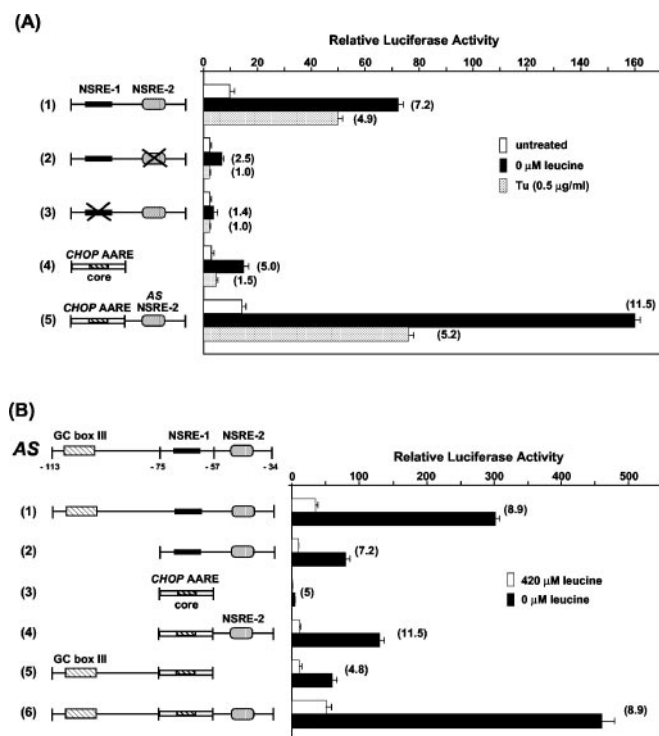 (A)
Relative Luciferase Activity
0 20 40 60 80 100 120 140 160
NSRE-1 NSRE-2
(1)
(7.2)
(4.9)
untreated
0 μM leucine
Tu (0.5 μg/ml)
(2)
(2.5)
(1.0)
(3)
(1.4)
(1.0)
CHOP AARE
(4)
core
(5.0)
(1.5)
AS
CHOP AARE NSRE-2
(5)
(11.5)
(5.2)
(B)
GC box III NSRE-1 NSRE-2
AS
-113 -75 -57 -34
Relative Luciferase Activity
0 100 200 300 400 500
(1)
(8.9)
(2)
(7.2)
420 μM leucine
0 μM leucine
CHOP AARE
(3)
core
(5)
NSRE-2
(4)
(11.5)
GC box III
(5)
(4.8)
(6)
(8.9)